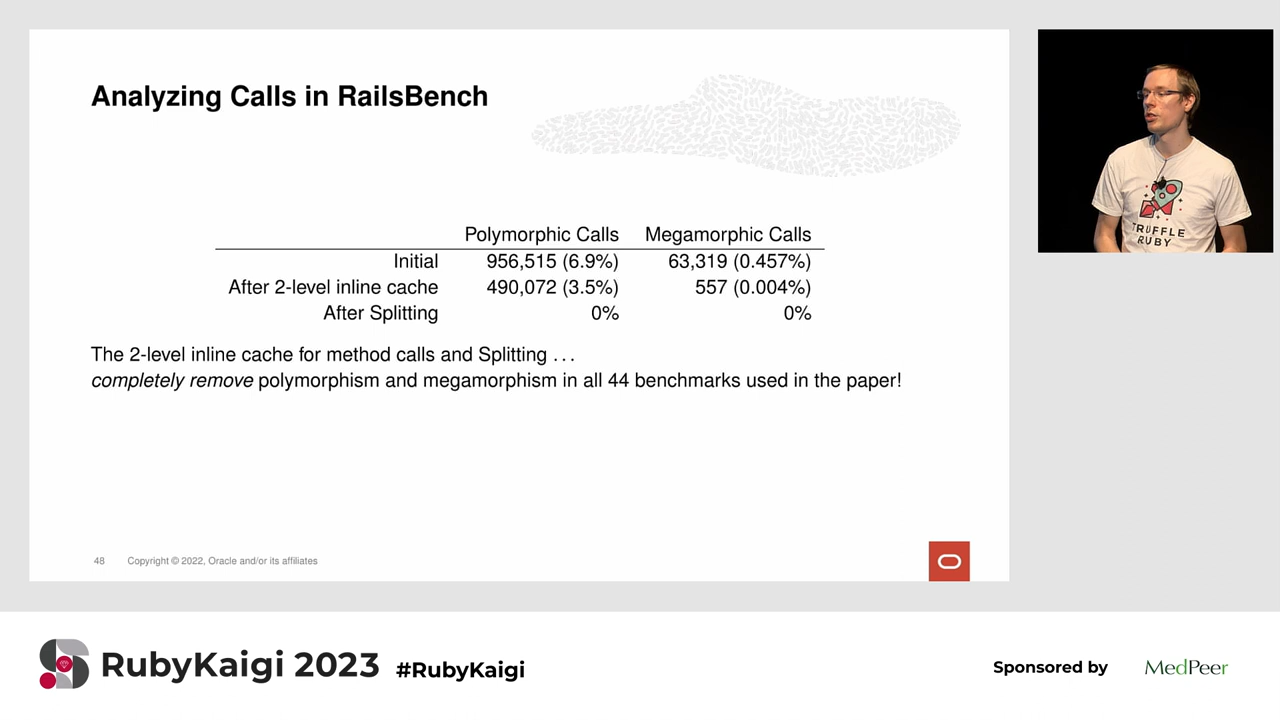 Analyzing Calls in RailsBench
Polymorphic Calls Megamorphic Calls
Initial 956,515 (6.9%) 63,319 (0.457%)
After 2-level inline cache 490,072 (3.5%) 557 (0.004%)
After Splitting 0% 0%
The 2-level inline cache for method calls and Splitting . . .
completely remove polymorphism and megamorphism in all 44 benchmarks used in the paper!
48 Copyright © 2022, Oracle and/or its affiliates
TRUFFLE
RUBY
RubyKaigi 2023 #RubyKaigi
Sponsored by MedPeer